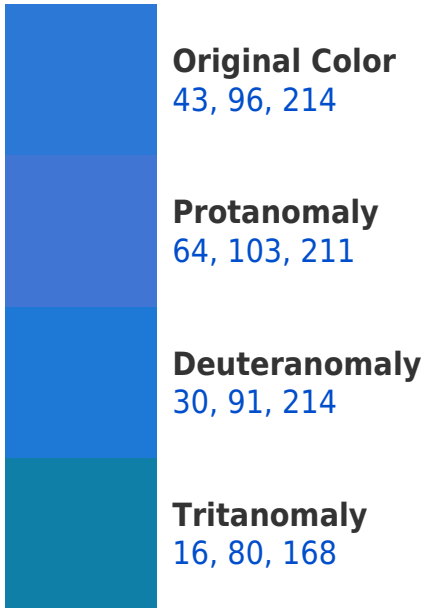 Original Color
43, 96, 214
Protanomaly
64, 103, 211
Deuteranomaly
30, 91, 214
Tritanomaly
16, 80, 168